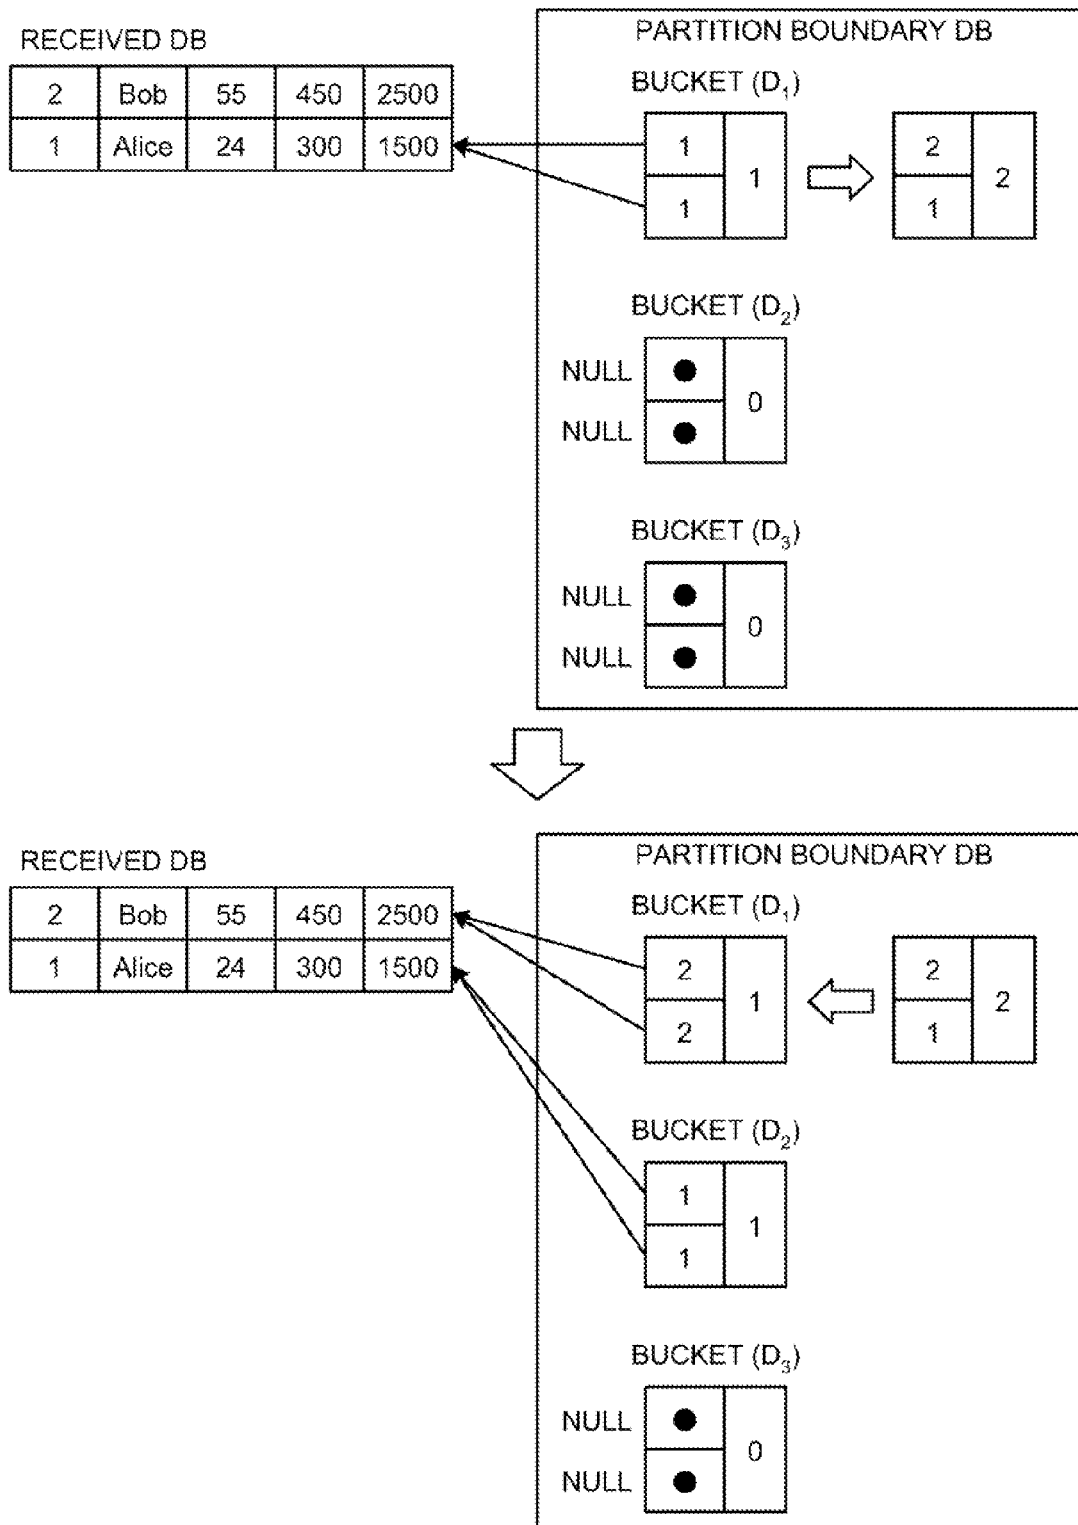 RECEIVED DB
2 Bob 55 450 2500
1 Alice 24 300 1500
PARTITION BOUNDARY DB
BUCKET (D₁)
1
1
1
2
1
2
BUCKET (D₂)
NULL
NULL
0
BUCKET (D₃)
NULL
NULL
0
RECEIVED DB
2 Bob 55 450 2500
1 Alice 24 300 1500
PARTITION BOUNDARY DB
BUCKET (D₁)
2
2
1
2
1
2
BUCKET (D₂)
1
1
1
BUCKET (D₃)
NULL
NULL
0